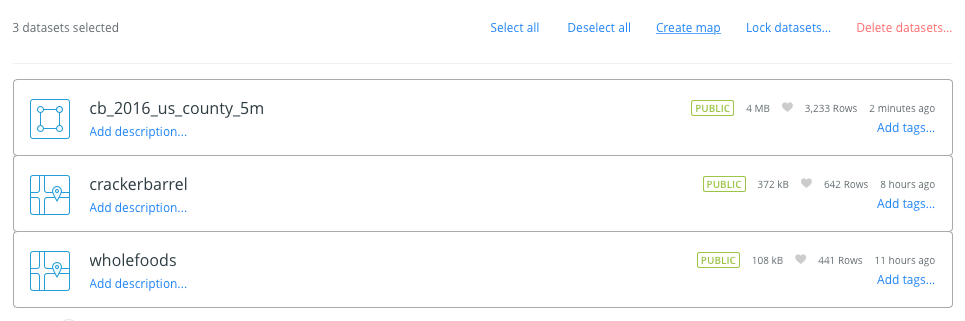 3 datasets selected Select all Deselect all Create map Lock datasets... Delete datasets...
cb_2016_us_county_5m PUBLIC 4 MB 3,233 Rows 2 minutes ago
Add description... Add tags...
crackerbarrel PUBLIC 372 kB 642 Rows 8 hours ago
Add description... Add tags...
wholefoods PUBLIC 108 kB 441 Rows 11 hours ago
Add description... Add tags...